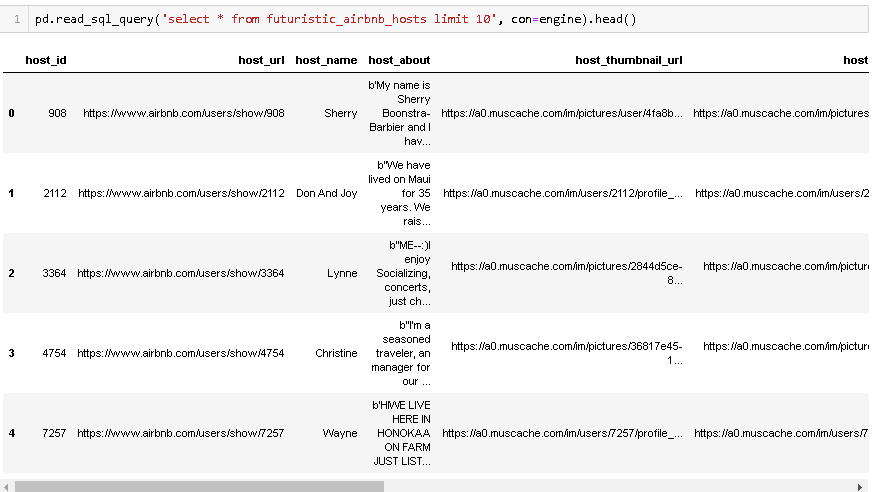 1 pd.read_sql_query('select * from futuristic_airbnb_hosts limit 10', con=engine).head()
host_id host_url host_name host_about host_thumbnail_url host
0 908 https://www.airbnb.com/users/show/908 Sherry b'My name is Sherry Boonstra-Barbier and I hav... https://a0.muscache.com/im/pictures/user/4fa8b... https://a0.muscache.com/im/pictures
1 2112 https://www.airbnb.com/users/show/2112 Don And Joy b"We have lived on Maui for 35 years. We rais... https://a0.muscache.com/im/users/2112/profile_... https://a0.muscache.com/im/users/2
2 3364 https://www.airbnb.com/users/show/3364 Lynne b"ME--:)I enjoy Socializing, concerts, just ch... https://a0.muscache.com/im/pictures/2844d5ce-8... https://a0.muscache.com/im/pictur
3 4754 https://www.airbnb.com/users/show/4754 Christine b"I'm a seasoned traveler, an manager for our ... https://a0.muscache.com/im/pictures/36817e45-1... https://a0.muscache.com/im/pictur
4 7257 https://www.airbnb.com/users/show/7257 Wayne b'HIWE LIVE HERE IN HONOKAA ON FARM JUST LIST... https://a0.muscache.com/im/users/7257/profile_... https://a0.muscache.com/im/users/7